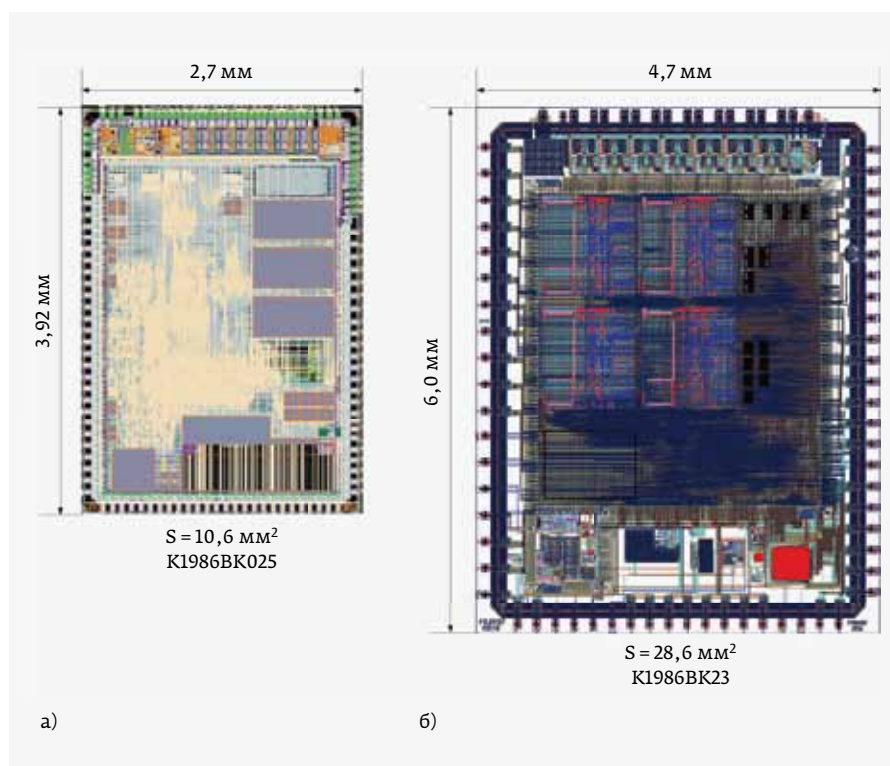 2,7 мм
4,7 мм
3,92 мм
6,0 мм
S = 10,6 мм²
К1986ВК025
S = 28,6 мм²
К1986ВК23
а)
б)